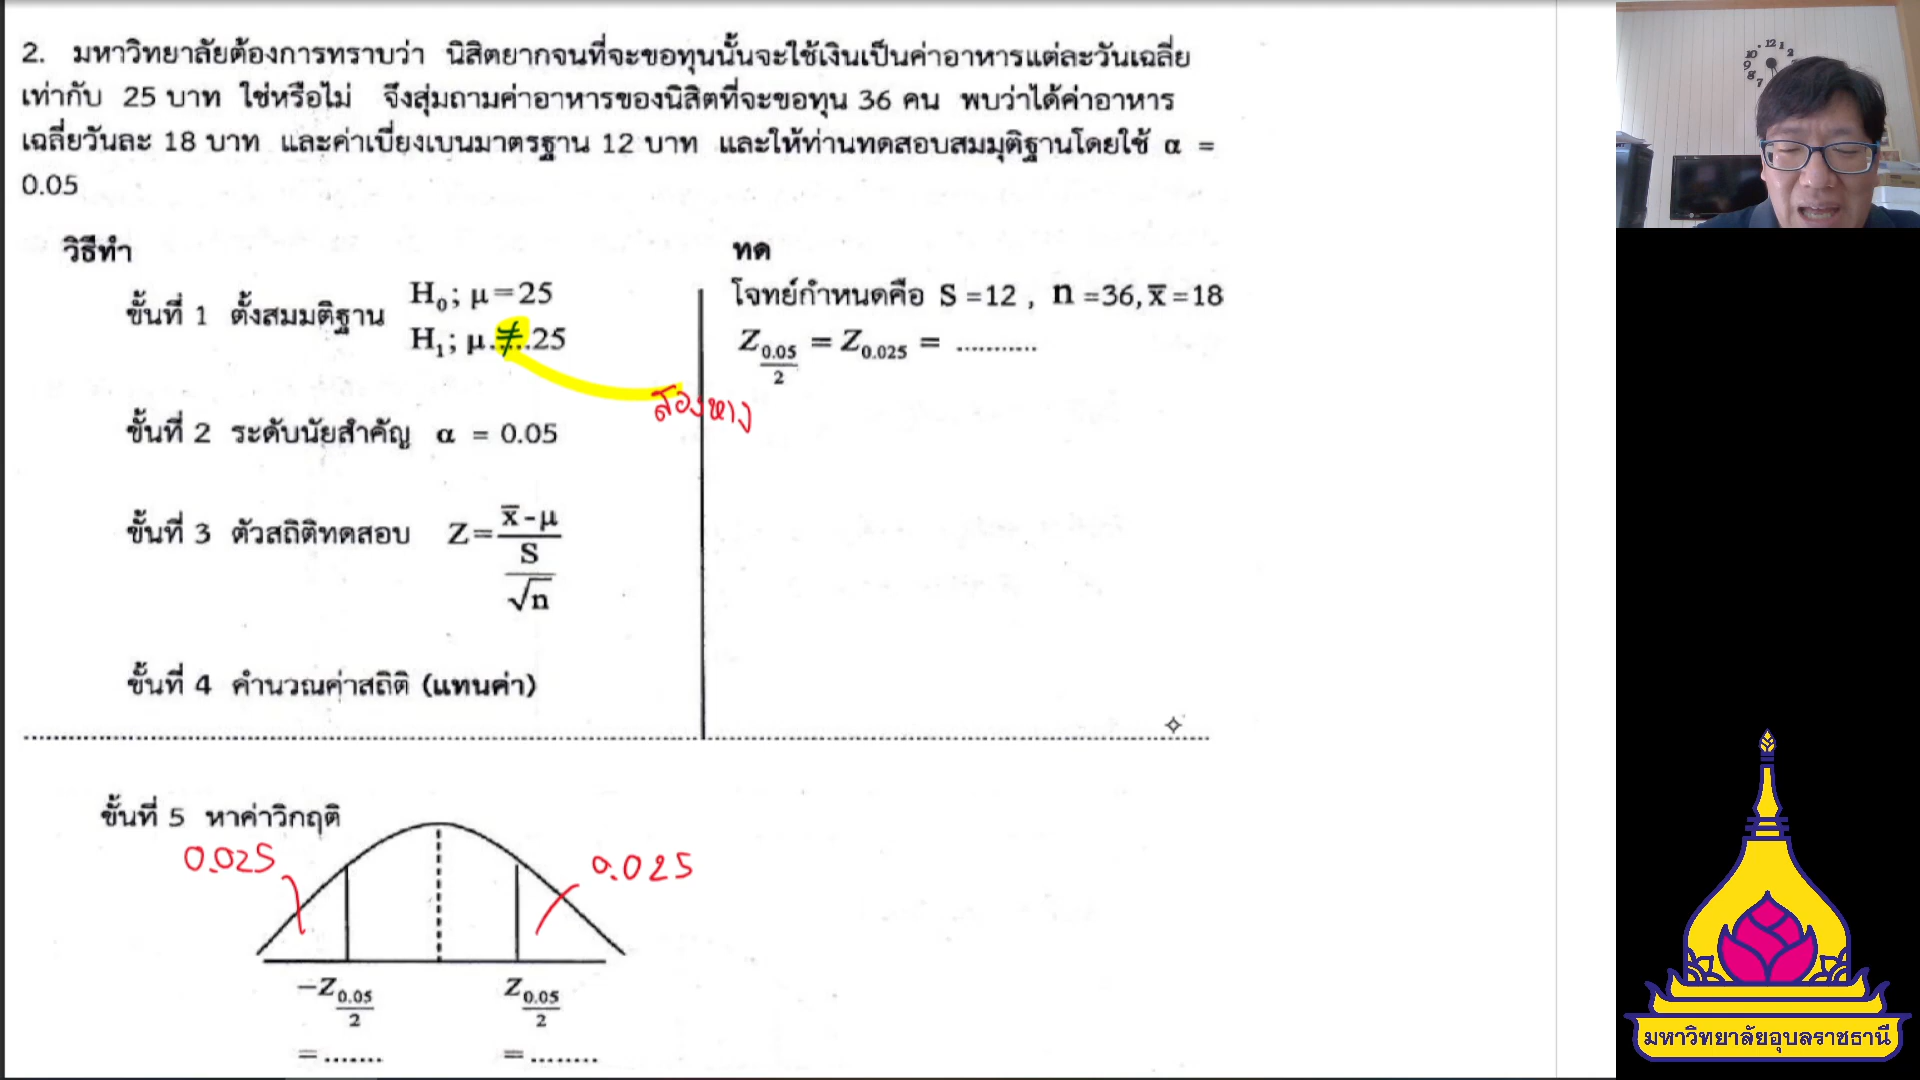 2. มหาวิทยาลัยต้องการทราบว่า นิสิตยากจนที่จะขอทุนนั้นจะใช้เงินเป็นค่าอาหารแต่ละวันเฉลี่ย
เท่ากับ 25 บาท ใช่หรือไม่ จึงสุ่มถามค่าอาหารของนิสิตที่จะขอทุน 36 คน พบว่าได้ค่าอาหาร
เฉลี่ยวันละ 18 บาท และค่าเบี่ยงเบนมาตรฐาน 12 บาท และให้ท่านทดสอบสมมุติฐานโดยใช้ α =
0.05
วิธีทำ
ขั้นที่ 1 ตั้งสมมติฐาน
H₀; μ=25
H₁; μ..≠..25
สองหาง
ขั้นที่ 2 ระดับนัยสำคัญ α = 0.05
ขั้นที่ 3 ตัวสถิติทดสอบ Z = (x̄-μ)/(S/√n)
ขั้นที่ 4 คำนวณค่าสถิติ (แทนค่า)
ทด
โจทย์กำหนดคือ S =12 , n =36, x̄ =18
Z 0.05/2 = Z 0.025 = ...........
ขั้นที่ 5 หาค่าวิกฤติ
0.025 0.025
−Z 0.05/2 Z 0.05/2
=....... =........
มหาวิทยาลัยอุบลราชธานี
12 1 2
10
9
8
7